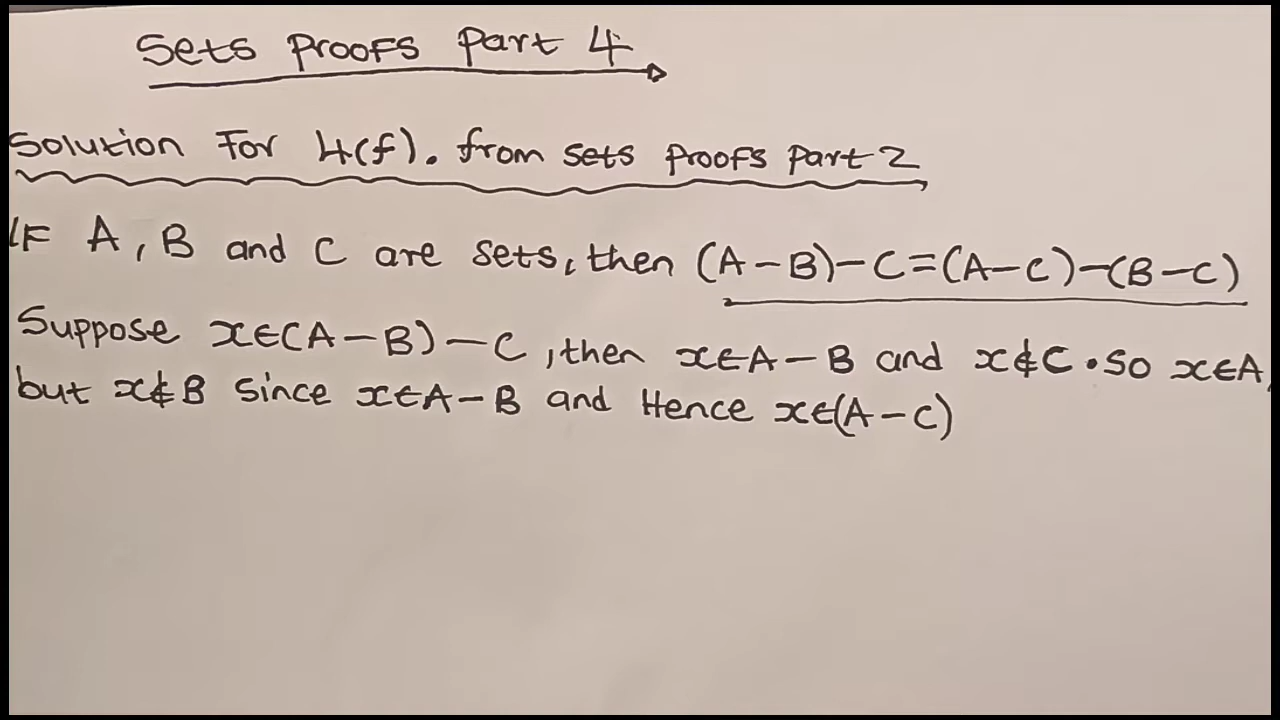 Sets Proofs Part 4
Solution For 4(f). from sets proofs part 2
IF A, B and C are sets, then (A-B)-C=(A-C)-(B-C)
Suppose x∈(A-B)-C, then x∈A-B and x∉C. So x∈A,
but x∉B Since x∈A-B and Hence x∈(A-C)